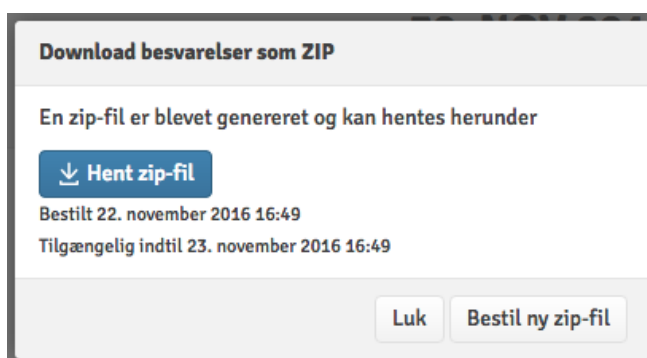 Download besvarelser som ZIP
En zip-fil er blevet genereret og kan hentes herunder
Hent zip-fil
Bestilt 22. november 2016 16:49
Tilgængelig indtil 23. november 2016 16:49
Luk Bestil ny zip-fil